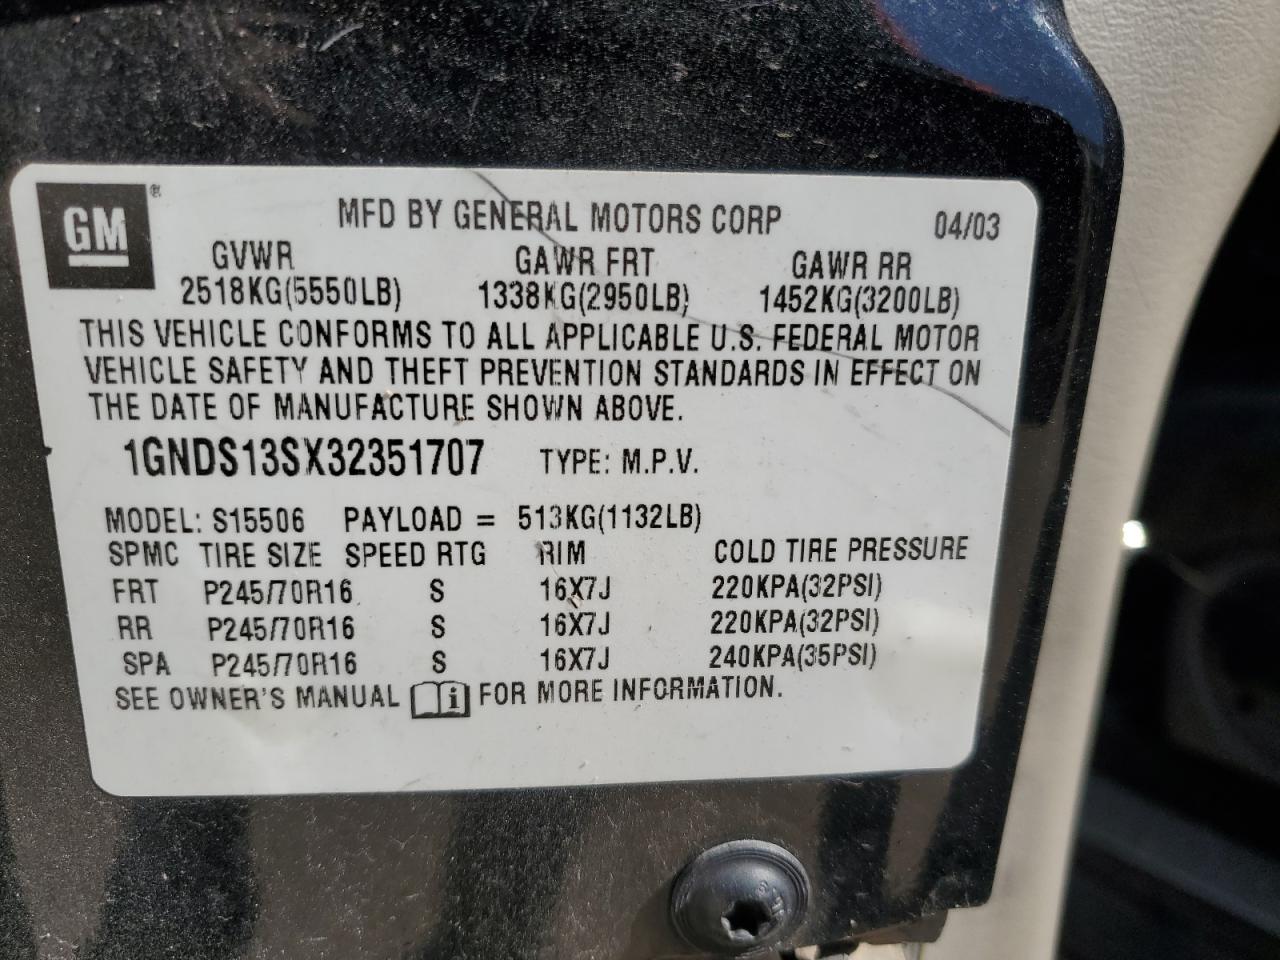 GM®
MFD BY GENERAL MOTORS CORP 04/03
GVWR GAWR FRT GAWR RR
2518KG(5550LB) 1338KG(2950LB) 1452KG(3200LB)
THIS VEHICLE CONFORMS TO ALL APPLICABLE U.S. FEDERAL MOTOR
VEHICLE SAFETY AND THEFT PREVENTION STANDARDS IN EFFECT ON
THE DATE OF MANUFACTURE SHOWN ABOVE.
1GNDS13SX32351707 TYPE: M.P.V.
MODEL: S15506 PAYLOAD = 513KG(1132LB)
SPMC TIRE SIZE SPEED RTG RIM COLD TIRE PRESSURE
FRT P245/70R16 S 16X7J 220KPA(32PSI)
RR P245/70R16 S 16X7J 220KPA(32PSI)
SPA P245/70R16 S 16X7J 240KPA(35PSI)
SEE OWNER'S MANUAL i FOR MORE INFORMATION.